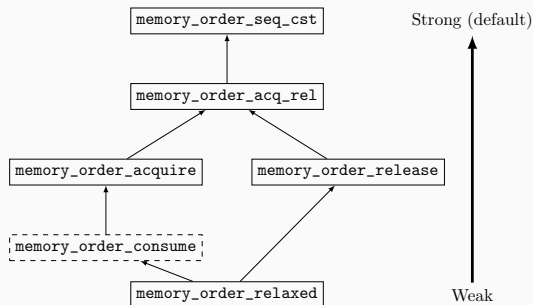 memory_order_seq_cst
Strong (default)
memory_order_acq_rel
memory_order_acquire
memory_order_release
memory_order_consume
memory_order_relaxed
Weak